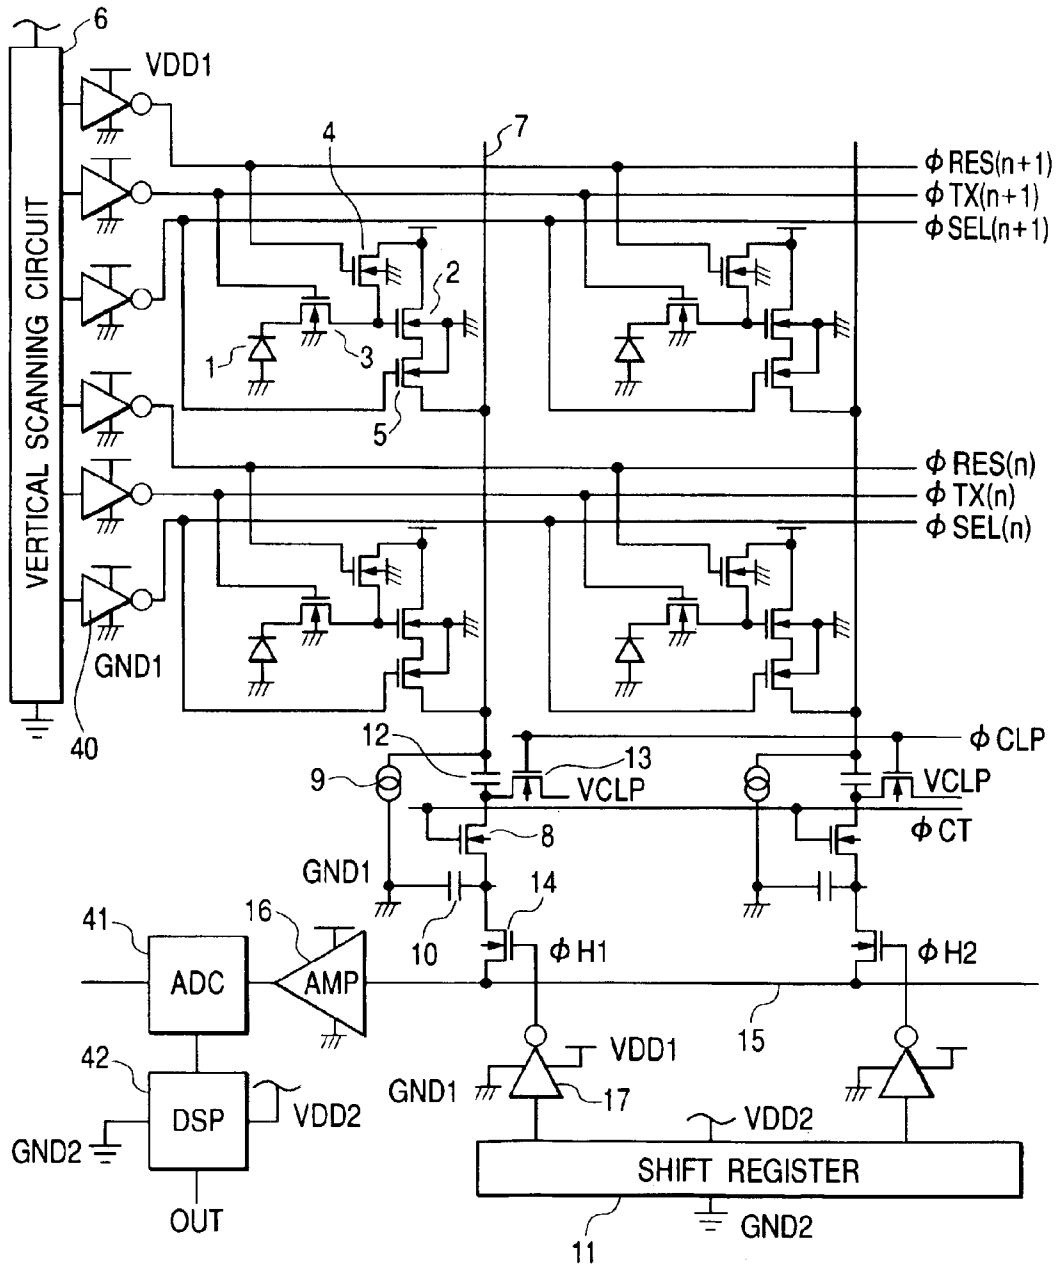 6
VDD1
4
7
ϕRES(n+1)
ϕTX(n+1)
ϕSEL(n+1)
2
1
3
5
VERTICAL SCANNING CIRCUIT
ϕRES(n)
ϕTX(n)
ϕSEL(n)
GND1
40
12
ϕCLP
9
13
VCLP
VCLP
8
ϕCT
GND1
10
14
41
16
ϕH1
ϕH2
ADC
AMP
15
42
VDD1
GND1
17
DSP
VDD2
VDD2
GND2
SHIFT REGISTER
OUT
GND2
11